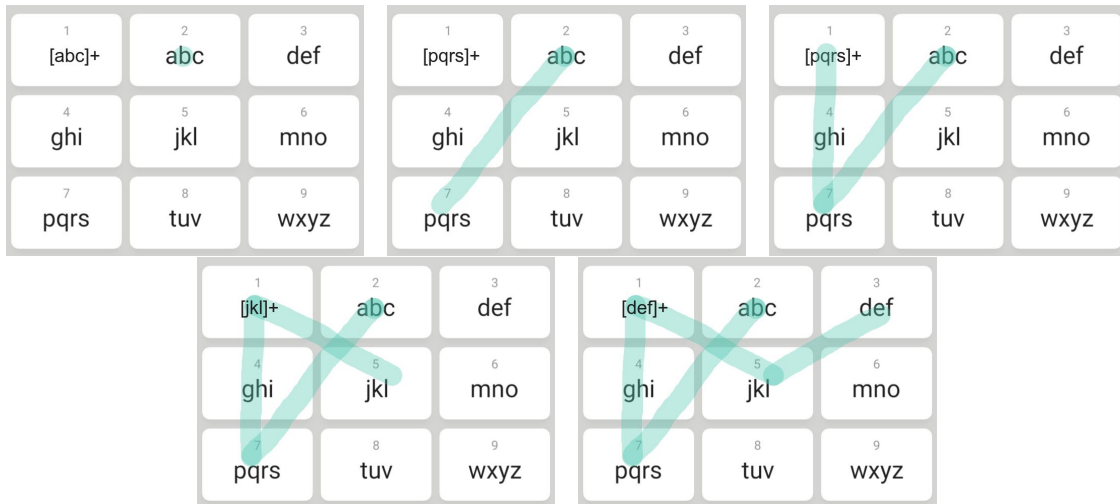 1 2 3
[abc]+ abc def
4 5 6
ghi jkl mno
7 8 9
pqrs tuv wxyz
1 2 3
[pqrs]+ abc def
4 5 6
ghi jkl mno
7 8 9
pqrs tuv wxyz
1 2 3
[pqrs]+ abc def
4 5 6
ghi jkl mno
7 8 9
pqrs tuv wxyz
1 2 3
[jkl]+ abc def
4 5 6
ghi jkl mno
7 8 9
pqrs tuv wxyz
1 2 3
[def]+ abc def
4 5 6
ghi jkl mno
7 8 9
pqrs tuv wxyz